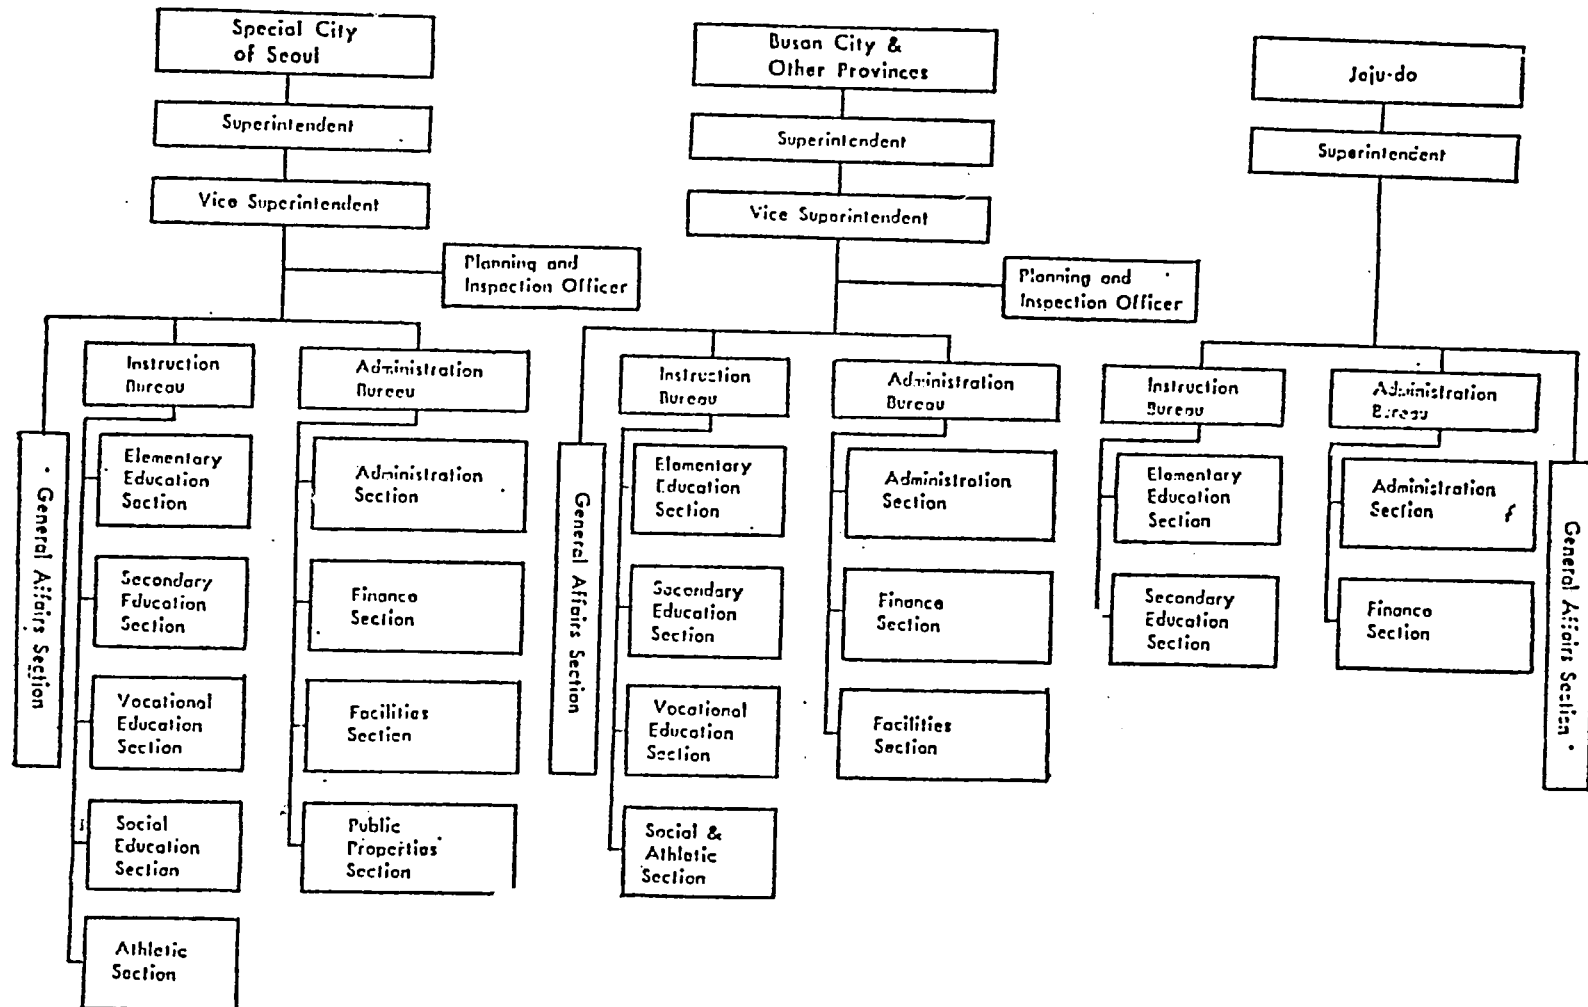 Special City
of Seoul
Superintendent
Vice Superintendent
Planning and
Inspection Officer
Instruction
Bureau
Administration
Bureau
General Affairs Section
Elementary
Education
Section
Secondary
Education
Section
Vocational
Education
Section
Social
Education
Section
Athletic
Section
Administration
Section
Finance
Section
Facilities
Section
Public
Properties
Section
Busan City &
Other Provinces
Superintendent
Vice Superintendent
Planning and
Inspection Officer
Instruction
Bureau
Administration
Bureau
General Affairs Section
Elementary
Education
Section
Secondary
Education
Section
Vocational
Education
Section
Social &
Athletic
Section
Administration
Section
Finance
Section
Facilities
Section
Jeju-do
Superintendent
Instruction
Bureau
Administration
Bureau
Elementary
Education
Section
Secondary
Education
Section
Administration
Section
Finance
Section
General Affairs Section